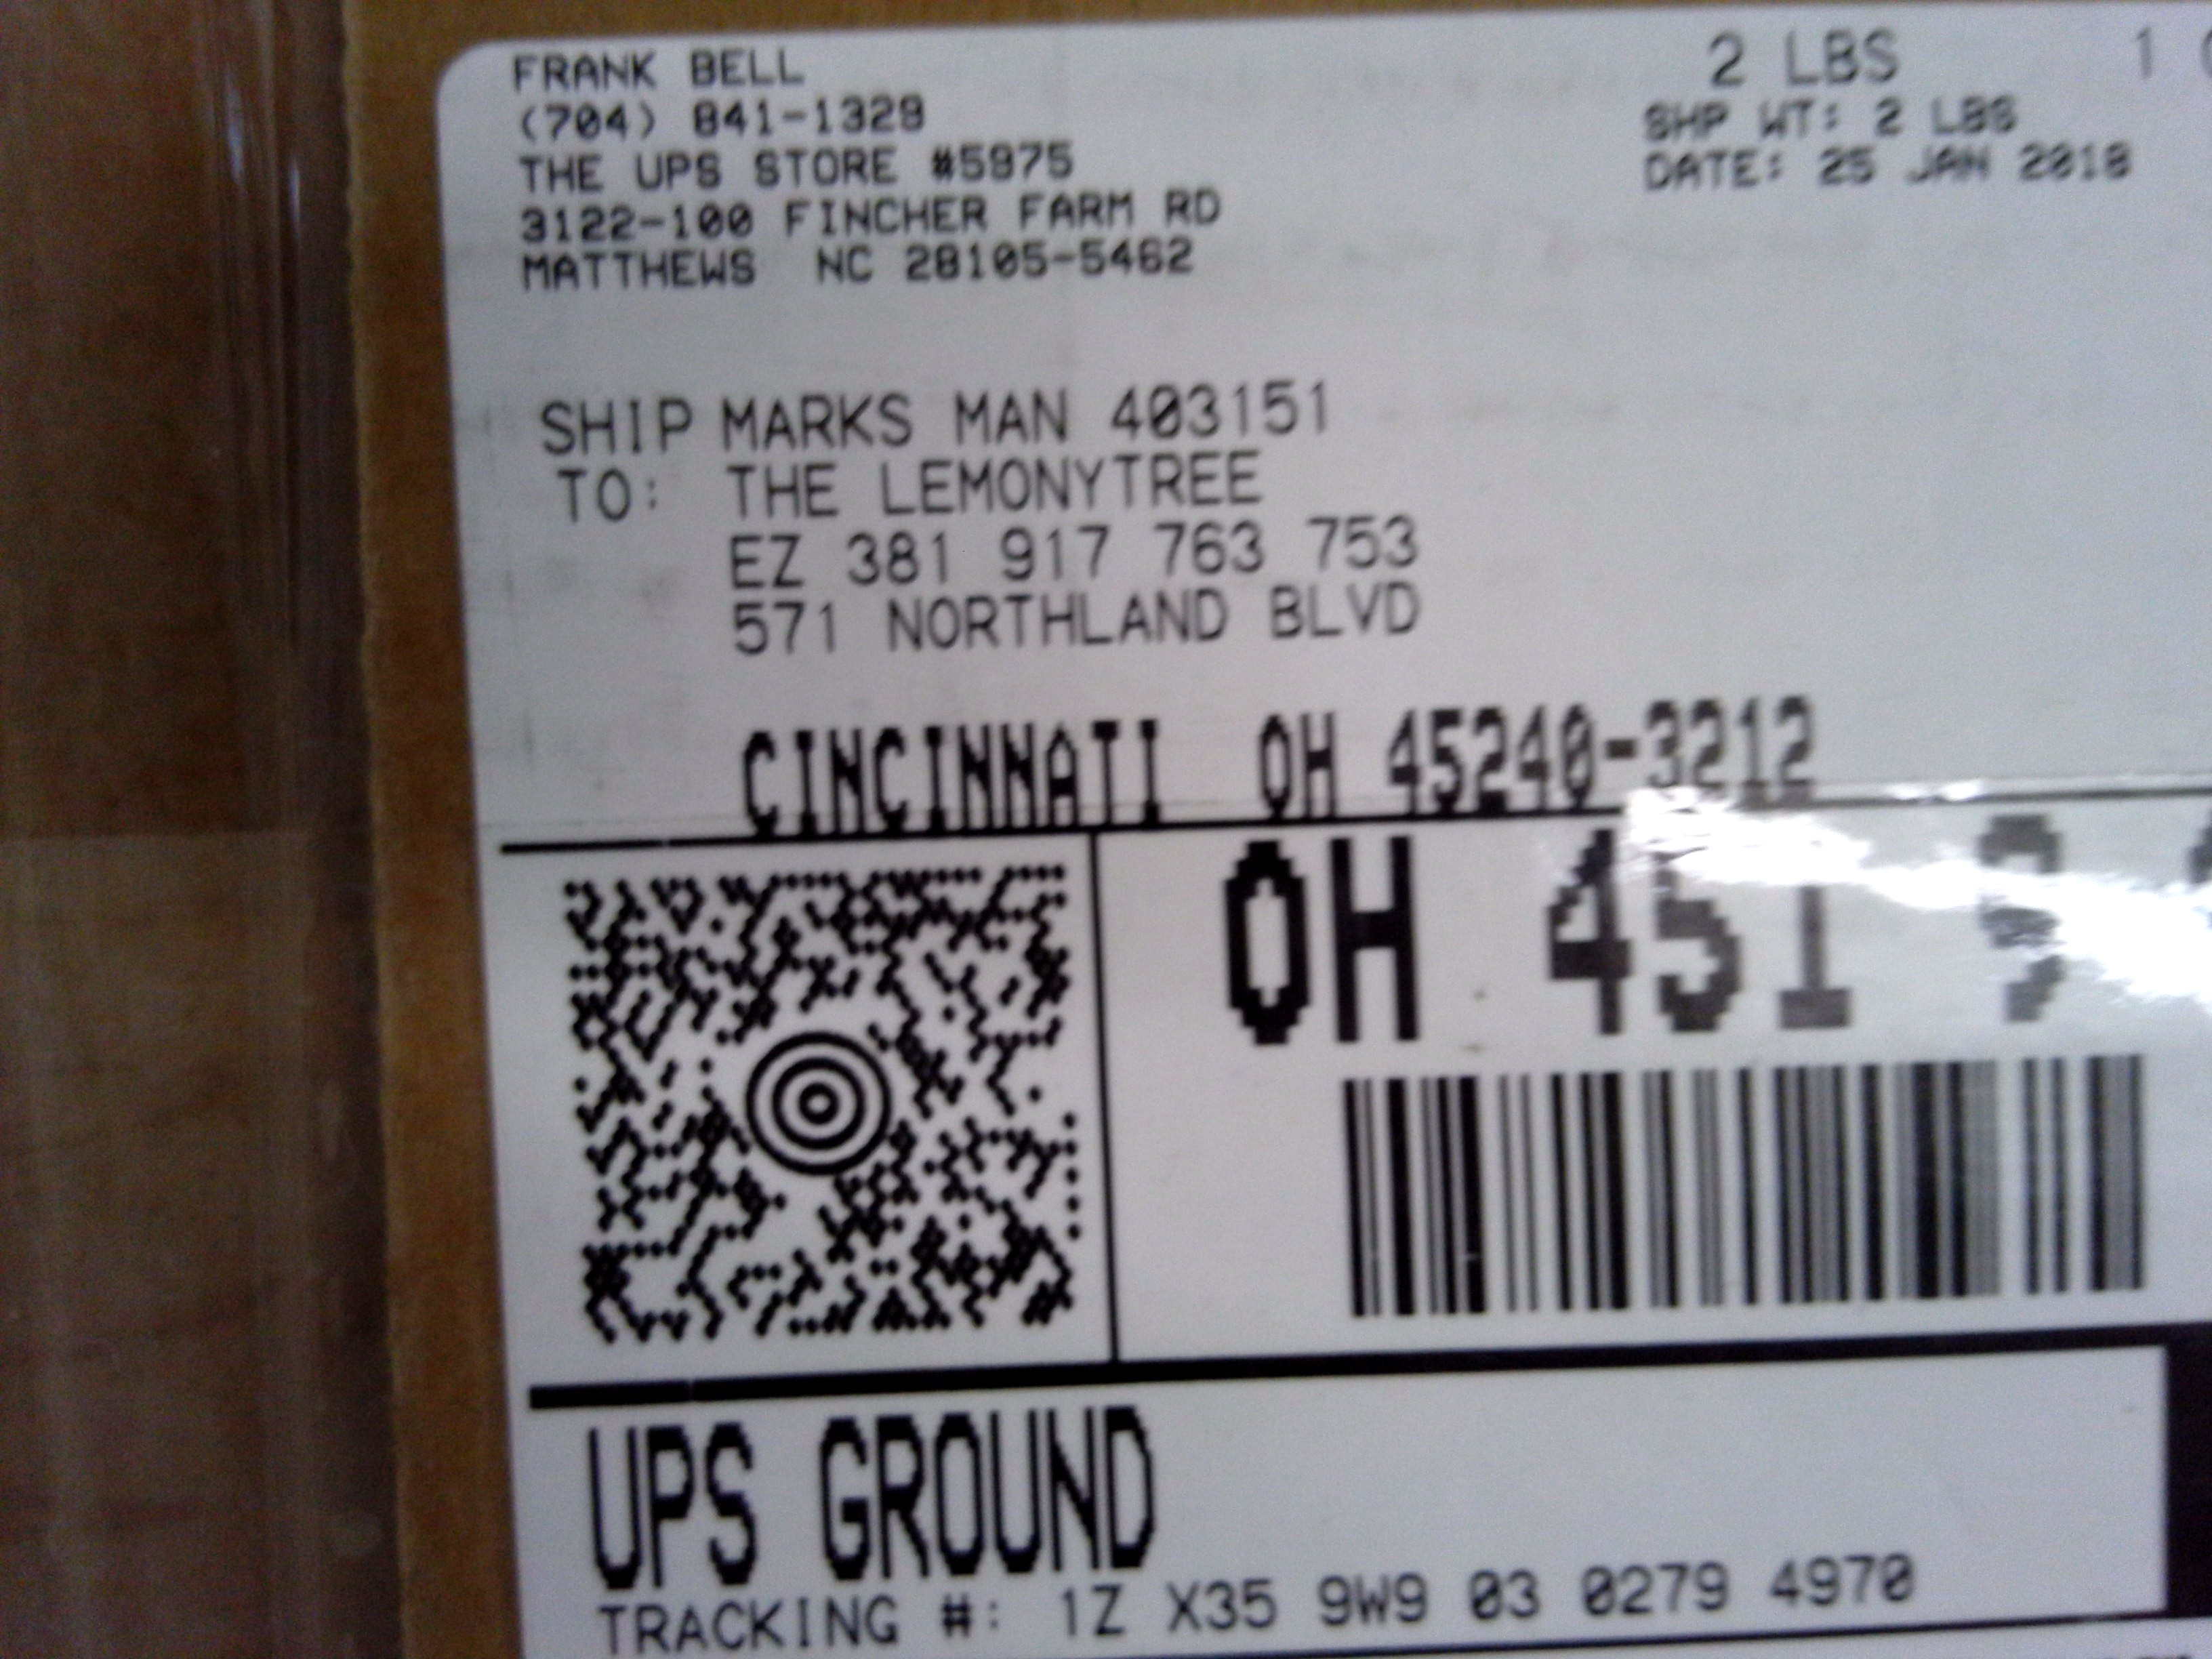 FRANK BELL
(704) 841-1329
THE UPS STORE #5975
3122-100 FINCHER FARM RD
MATTHEWS NC 28105-5462
2 LBS 1
SHP WT: 2 LBS
DATE: 25 JAN 2018
SHIP TO: MARKS MAN 403151
THE LEMONYTREE
EZ 381 917 763 753
571 NORTHLAND BLVD
CINCINNATI OH 45240-3212
OH 451 9
UPS GROUND
TRACKING #: 1Z X35 9W9 03 0279 4970